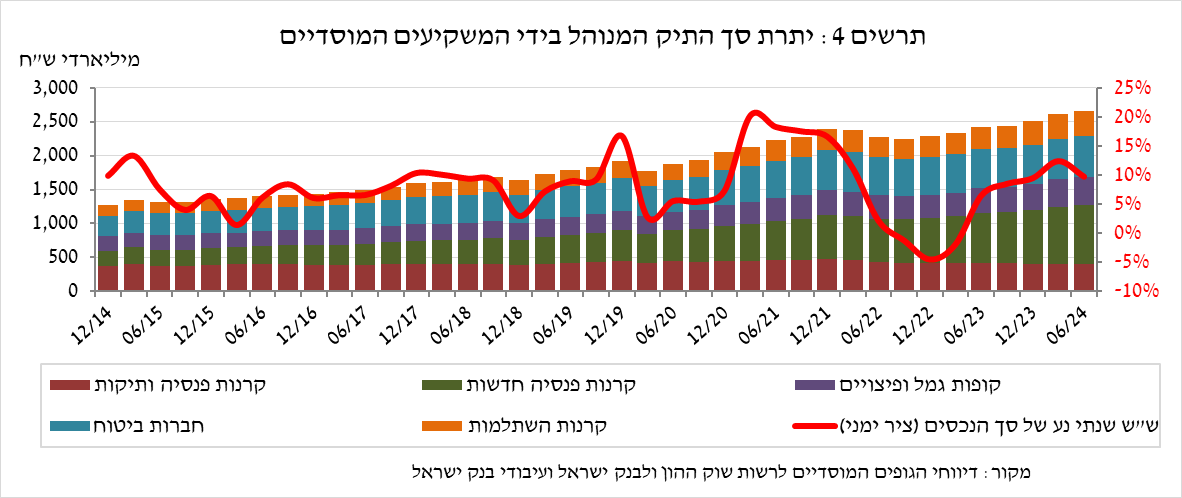 תרשים 4 : יתרת סך התיק המנוהל בידי המשקיעים המוסדיים
מיליארדי ש"ח
3,000
2,500
2,000
1,500
1,000
500
0
25%
20%
15%
10%
5%
0%
-5%
-10%
12/14 06/15 12/15 06/16 12/16 06/17 12/17 06/18 12/18 06/19 12/19 06/20 12/20 06/21 12/21 06/22 12/22 06/23 12/23 06/24
קרנות פנסיה ותיקות
קרנות פנסיה חדשות
קופות גמל ופיצויים
חברות ביטוח
קרנות השתלמות
ש"ש שנתי נע של סך הנכסים (ציר ימני)
מקור : דיווחי הגופים המוסדיים לרשות שוק ההון ולבנק ישראל ועיבודי בנק ישראל